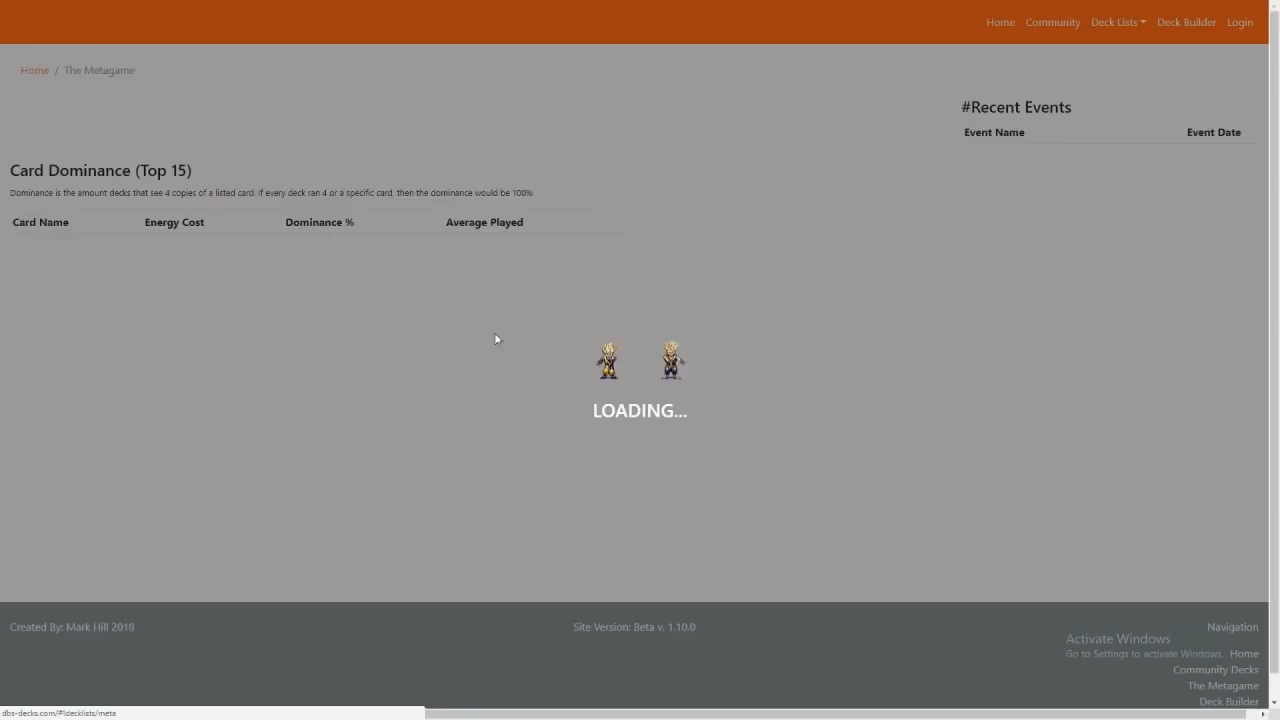 Home Community Deck Lists Deck Builder Login
Home / The Metagame
#Recent Events
Event Name Event Date
Card Dominance (Top 15)
Dominance is the amount decks that see 4 copies of a listed card. If every deck ran 4 or a specific card, then the dominance would be 100%
Card Name Energy Cost Dominance % Average Played
LOADING...
Created By: Mark Hill 2018 Site Version: Beta v. 1.10.0 Navigation
Activate Windows
Go to Settings to activate Windows. Home
Community Decks
The Metagame
Deck Builder
dbs-decks.com/#!decklists/meta